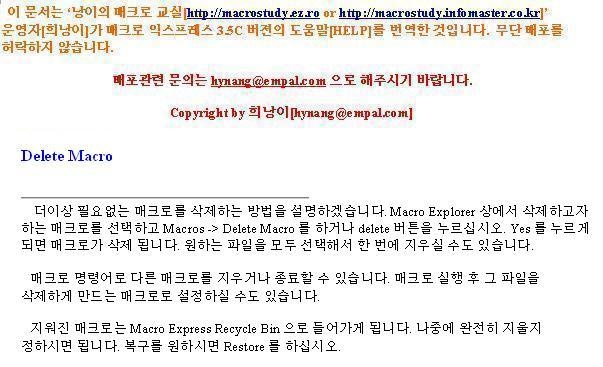 이 문서는 ‘낭이의 매크로 교실[http://macrostudy.ez.ro or http://macrostudy.infomaster.co.kr]’
운영자[희낭이]가 매크로 익스프레스 3.5C 버젼의 도움말[HELP]를 번역한 것입니다. 무단 배포를
허락하지 않습니다.
배포관련 문의는 hynang@empal.com 으로 해주시기 바랍니다.
Copyright by 희낭이[hynang@empal.com]
Delete Macro
더이상 필요없는 매크로를 삭제하는 방법을 설명하겠습니다. Macro Explorer 상에서 삭제하고자
하는 매크로를 선택하고 Macros -> Delete Macro 를 하거나 delete 버튼을 누르십시오. Yes 를 누르게
되면 매크로가 삭제 됩니다. 원하는 파일을 모두 선택해서 한 번에 지우실 수도 있습니다.
매크로 명령어로 다른 매크로를 지우거나 종료할 수 있습니다. 매크로 실행 후 그 파일을
삭제하게 만드는 매크로로 설정하실 수도 있습니다.
지워진 매크로는 Macro Express Recycle Bin 으로 들어가게 됩니다. 나중에 완전히 지울지
정하시면 됩니다. 복구를 원하시면 Restore 를 하십시오.